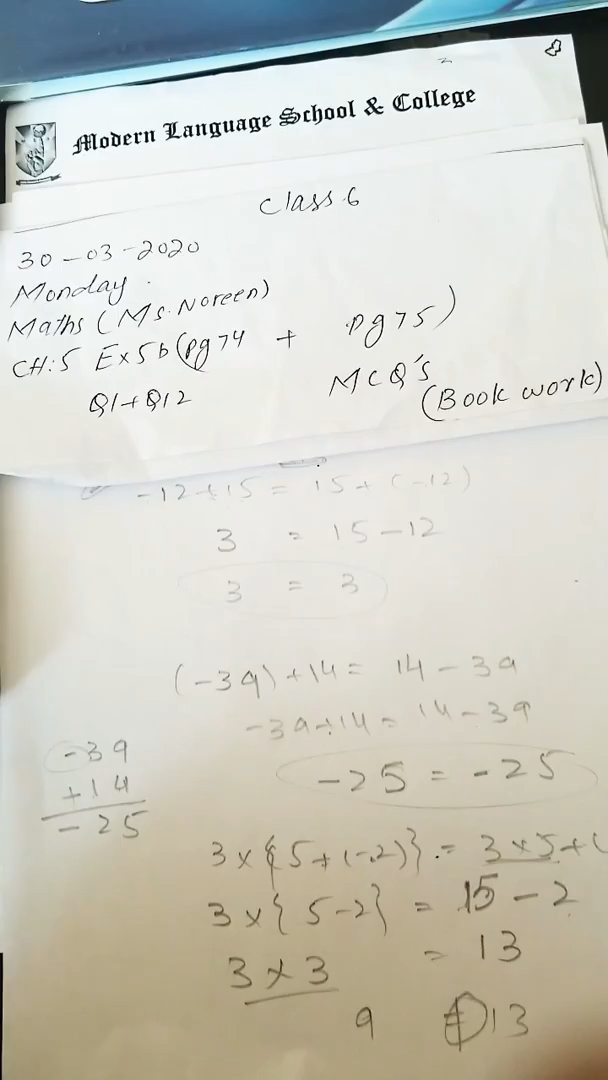 Modern Language School & College
Class 6
30-03-2020
Monday.
Maths (Ms. Noreen)
CH:5 Ex5b (pg 74 + pg 75)
Q1→Q12 MCQ's
(Book work)
-12+15 = 15+(-12)
3 = 15-12
3 = 3
(-39)+14 = 14-39
-39+14 = 14-39
-25 = -25
-39
+14
-25
3×{5+(-2)} = 3×5+(
3×{5-2} = 15-2
3×3 = 13
9 ≠ 13